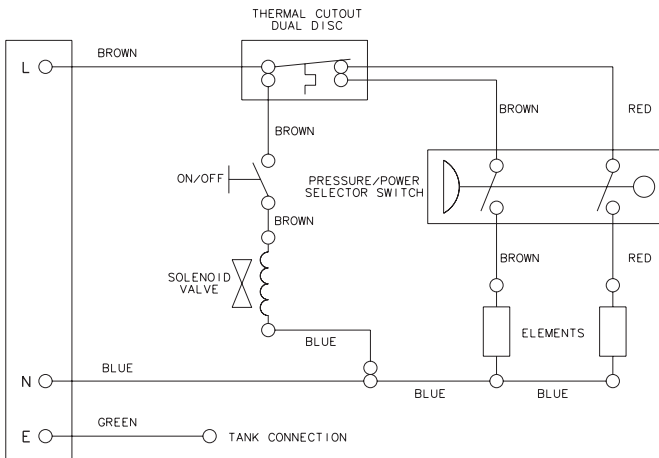 THERMAL CUTOUT
DUAL DISC
L
BROWN
BROWN
BROWN
RED
ON/OFF
PRESSURE/POWER
SELECTOR SWITCH
BROWN
BROWN
RED
SOLENOID
VALVE
BLUE
ELEMENTS
N
BLUE
BLUE
BLUE
E
GREEN
TANK CONNECTION